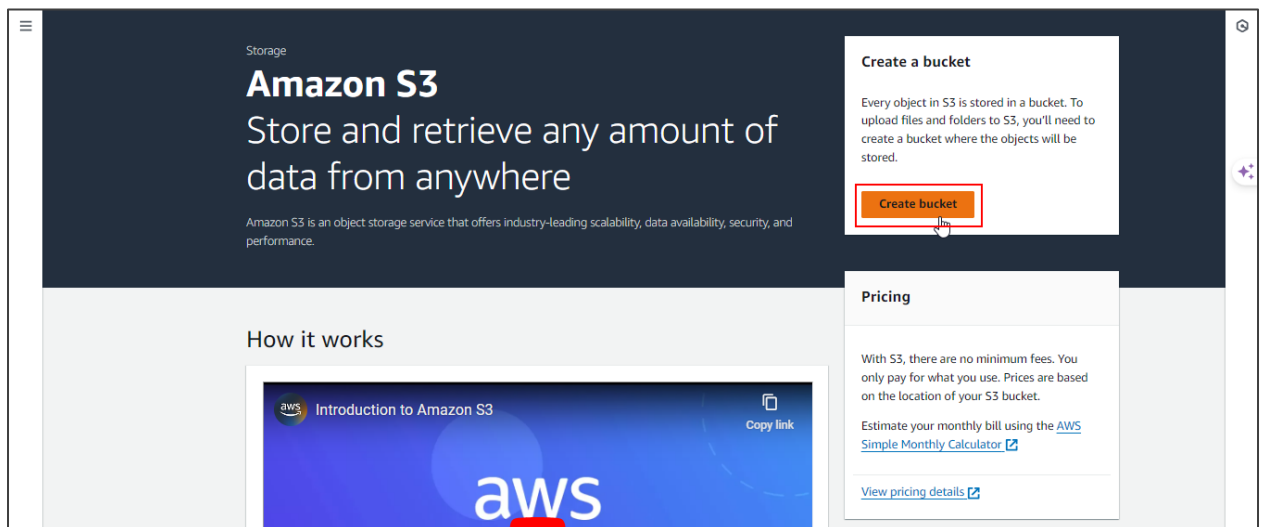 Storage
Amazon S3
Store and retrieve any amount of
data from anywhere
Amazon S3 is an object storage service that offers industry-leading scalability, data availability, security, and
performance.
Create a bucket
Every object in S3 is stored in a bucket. To
upload files and folders to S3, you'll need to
create a bucket where the objects will be
stored.
Create bucket
Pricing
With S3, there are no minimum fees. You
only pay for what you use. Prices are based
on the location of your S3 bucket.
Estimate your monthly bill using the AWS
Simple Monthly Calculator
View pricing details
How it works
aws
Introduction to Amazon S3
Copy link
aws